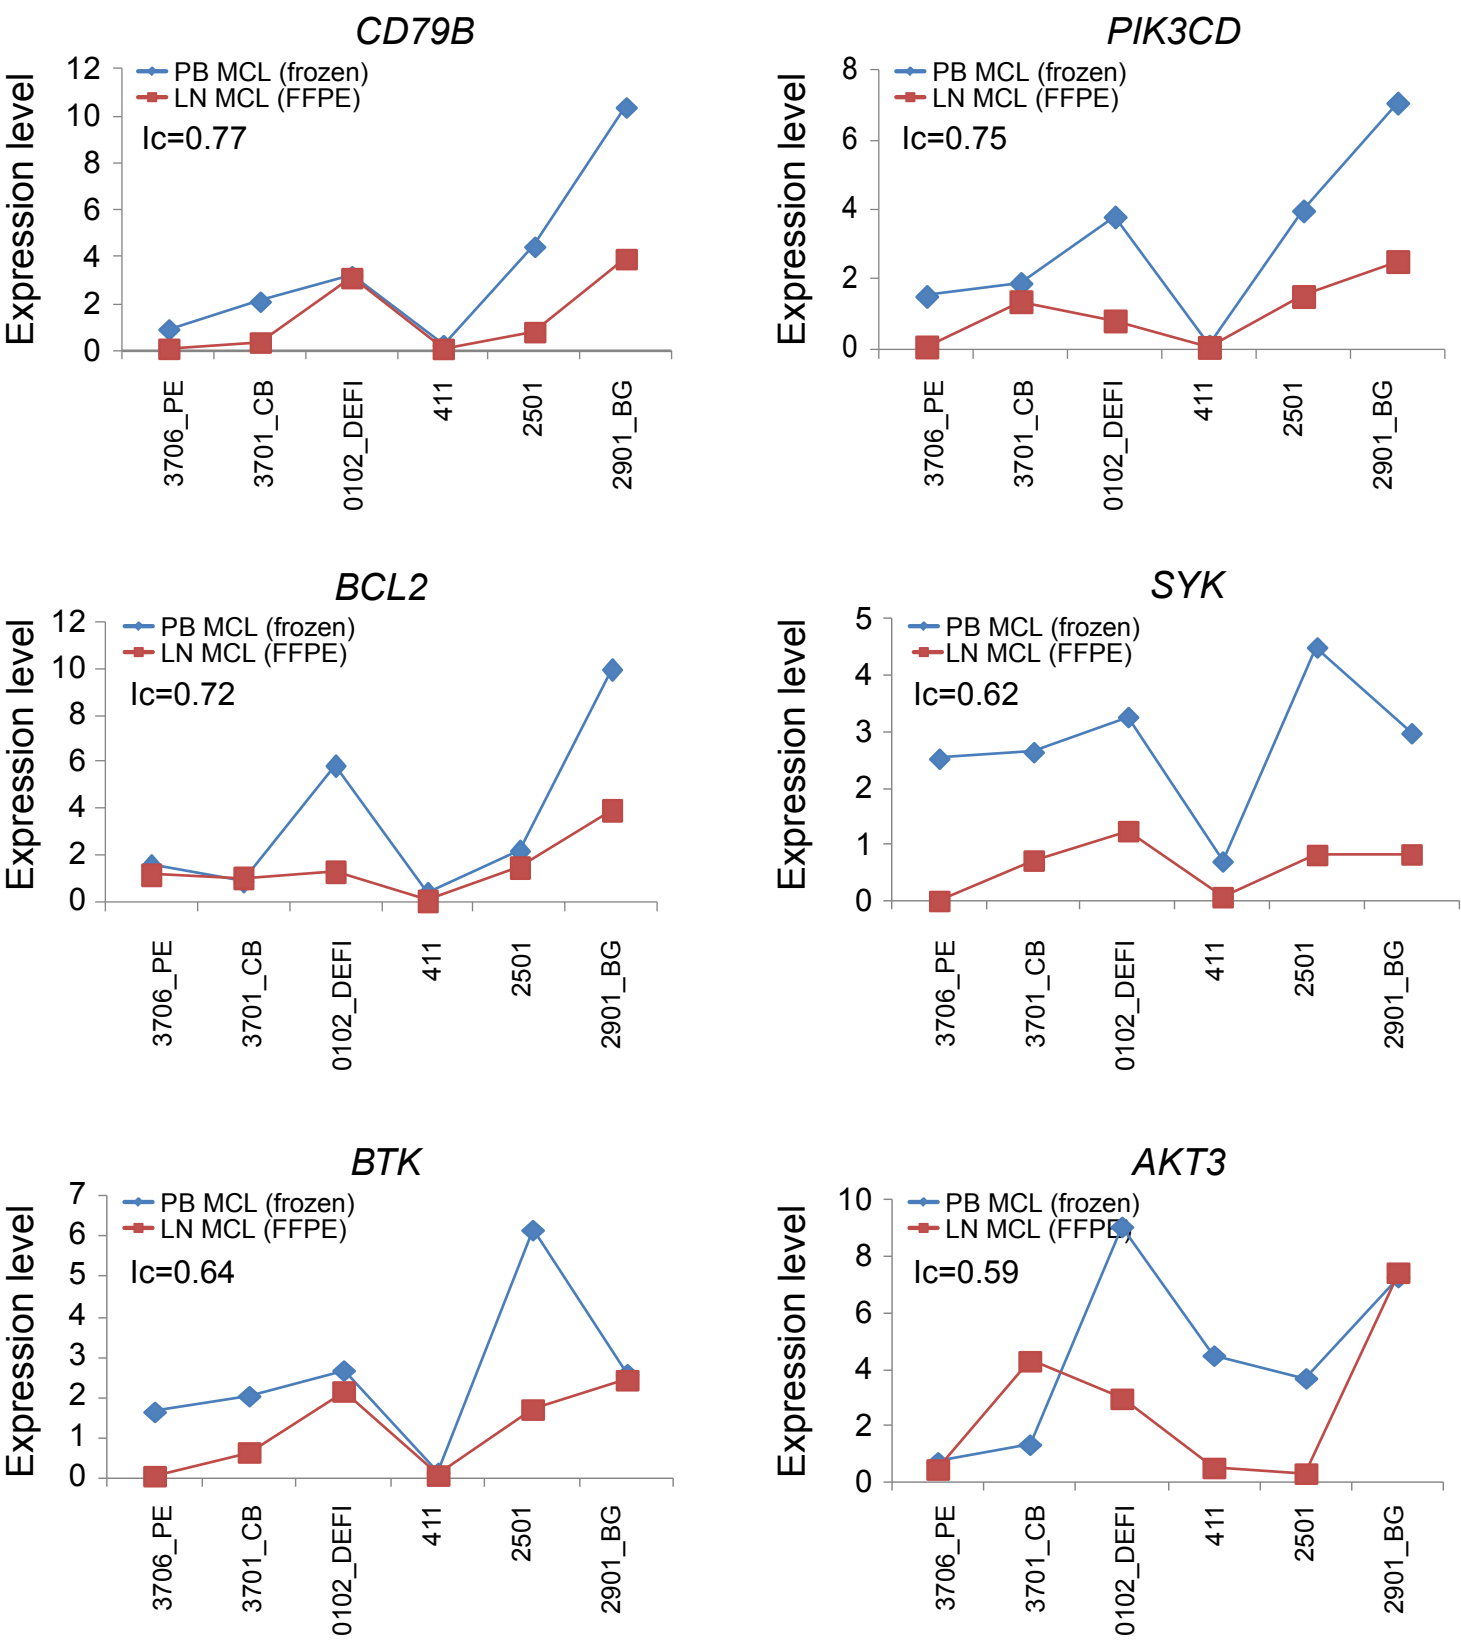 CD79B
Expression level
12
10
8
6
4
2
0
PB MCL (frozen)
LN MCL (FFPE)
Ic=0.77
3706_PE
3701_CB
0102_DEFI
411
2501
2901_BG
PIK3CD
Expression level
8
6
4
2
0
PB MCL (frozen)
LN MCL (FFPE)
Ic=0.75
3706_PE
3701_CB
0102_DEFI
411
2501
2901_BG
BCL2
Expression level
12
10
8
6
4
2
0
PB MCL (frozen)
LN MCL (FFPE)
Ic=0.72
3706_PE
3701_CB
0102_DEFI
411
2501
2901_BG
SYK
Expression level
5
4
3
2
1
0
PB MCL (frozen)
LN MCL (FFPE)
Ic=0.62
3706_PE
3701_CB
0102_DEFI
411
2501
2901_BG
BTK
Expression level
7
6
5
4
3
2
1
0
PB MCL (frozen)
LN MCL (FFPE)
Ic=0.64
3706_PE
3701_CB
0102_DEFI
411
2501
2901_BG
AKT3
Expression level
10
8
6
4
2
0
PB MCL (frozen)
LN MCL (FFPE)
Ic=0.59
3706_PE
3701_CB
0102_DEFI
411
2501
2901_BG